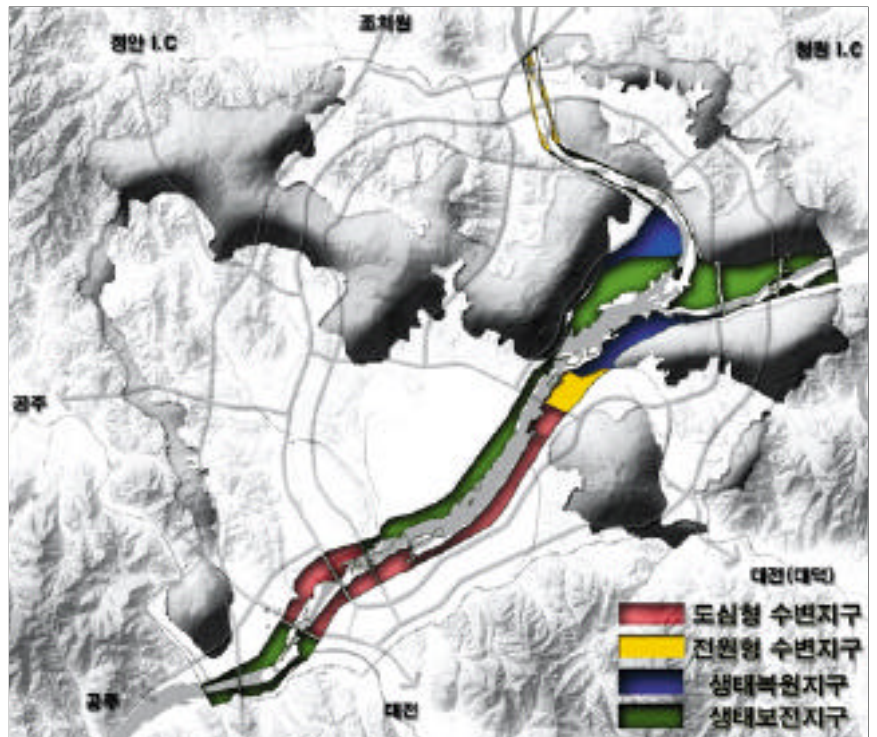 조치원
정안 I.C
청원 I.C
공주
대전(대덕)
도심형 수변지구
전원형 수변지구
생태복원지구
생태보전지구
공주
대전